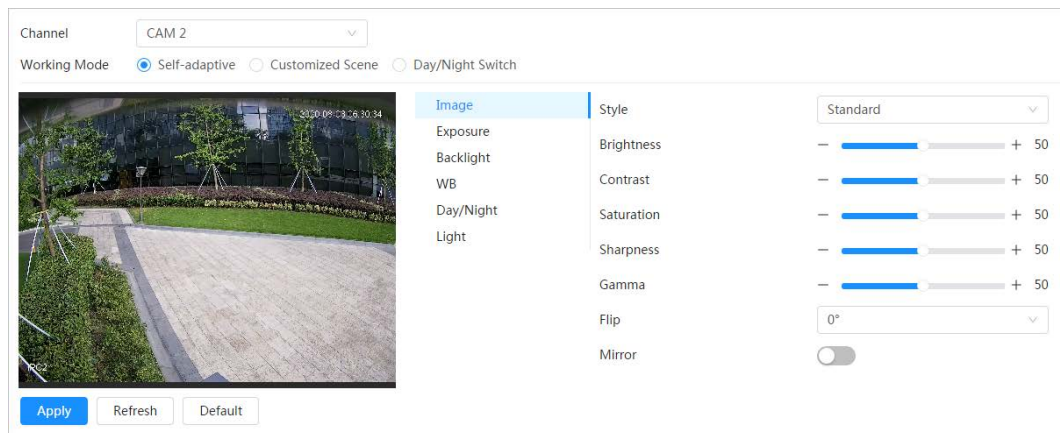 Channel CAM 2
Working Mode Self-adaptive Customized Scene Day/Night Switch
Image
Exposure
Backlight
WB
Day/Night
Light
Style Standard
Brightness − + 50
Contrast − + 50
Saturation − + 50
Sharpness − + 50
Gamma − + 50
Flip 0°
Mirror
IPC2
Apply Refresh Default